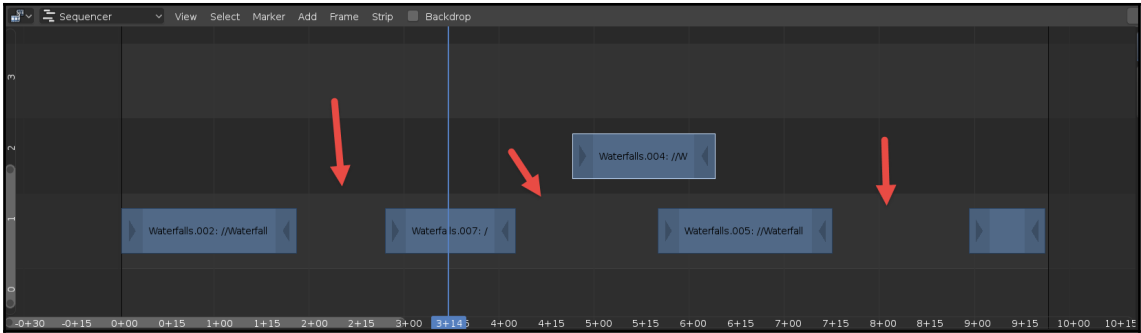 Sequencer View Select Marker Add Frame Strip Backdrop
3
2
Waterfalls.004: //W
1
Waterfalls.002: //Waterfall Waterfalls.007: / Waterfalls.005: //Waterfall
0
-0+30 -0+15 0+00 0+15 1+00 1+15 2+00 2+15 3+00 3+14 4+00 4+15 5+00 5+15 6+00 6+15 7+00 7+15 8+00 8+15 9+00 9+15 10+00 10+15